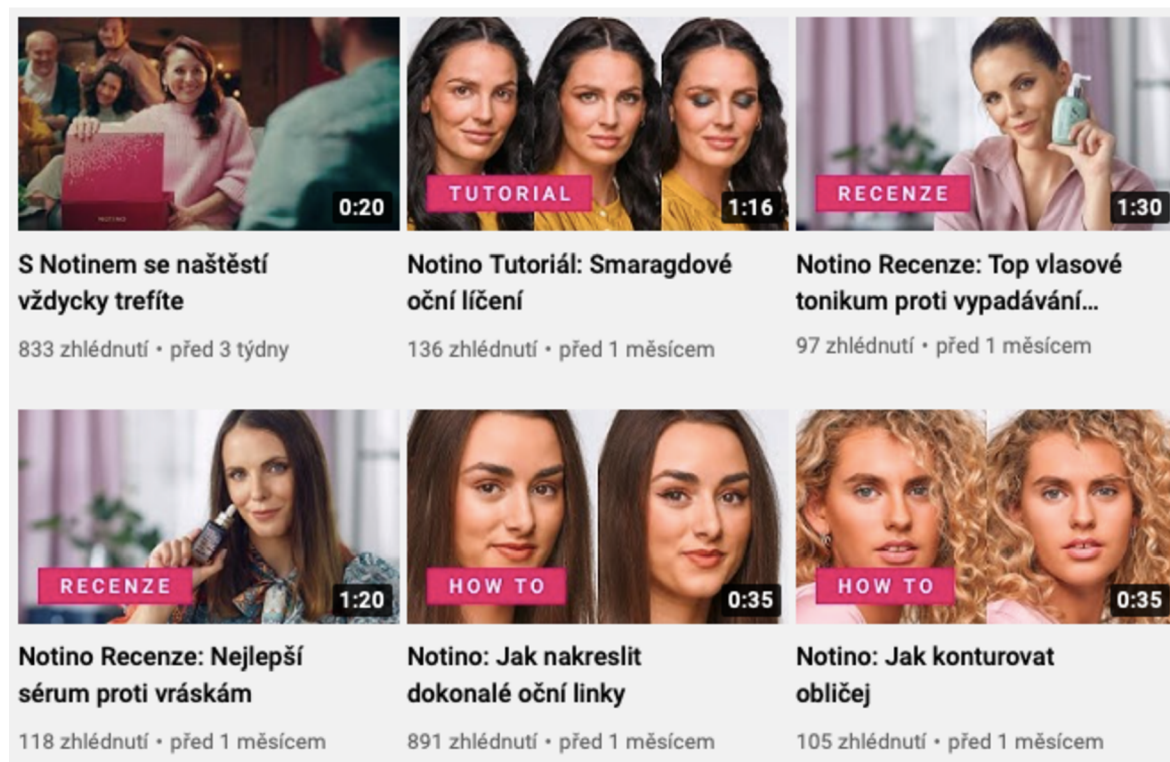 NOTINO
0:20
TUTORIAL
1:16
RECENZE
1:30
S Notinem se naštěstí
vždycky trefíte
833 zhlédnutí • před 3 týdny
Notino Tutoriál: Smaragdové
oční líčení
136 zhlédnutí • před 1 měsícem
Notino Recenze: Top vlasové
tonikum proti vypadávání…
97 zhlédnutí • před 1 měsícem
RECENZE
1:20
HOW TO
0:35
HOW TO
0:35
Notino Recenze: Nejlepší
sérum proti vráskám
118 zhlédnutí • před 1 měsícem
Notino: Jak nakreslit
dokonalé oční linky
891 zhlédnutí • před 1 měsícem
Notino: Jak konturovat
obličej
105 zhlédnutí • před 1 měsícem